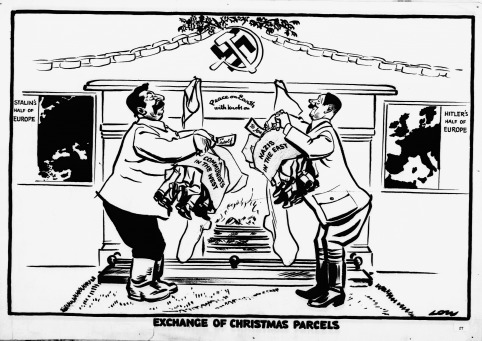 Peace on Earth
with knobs on
STALIN'S
HALF OF
EUROPE
HITLER'S
HALF OF
EUROPE
COMMUNISTS
IN THE WEST
NAZIS
IN THE EAST
LOW
EXCHANGE OF CHRISTMAS PARCELS